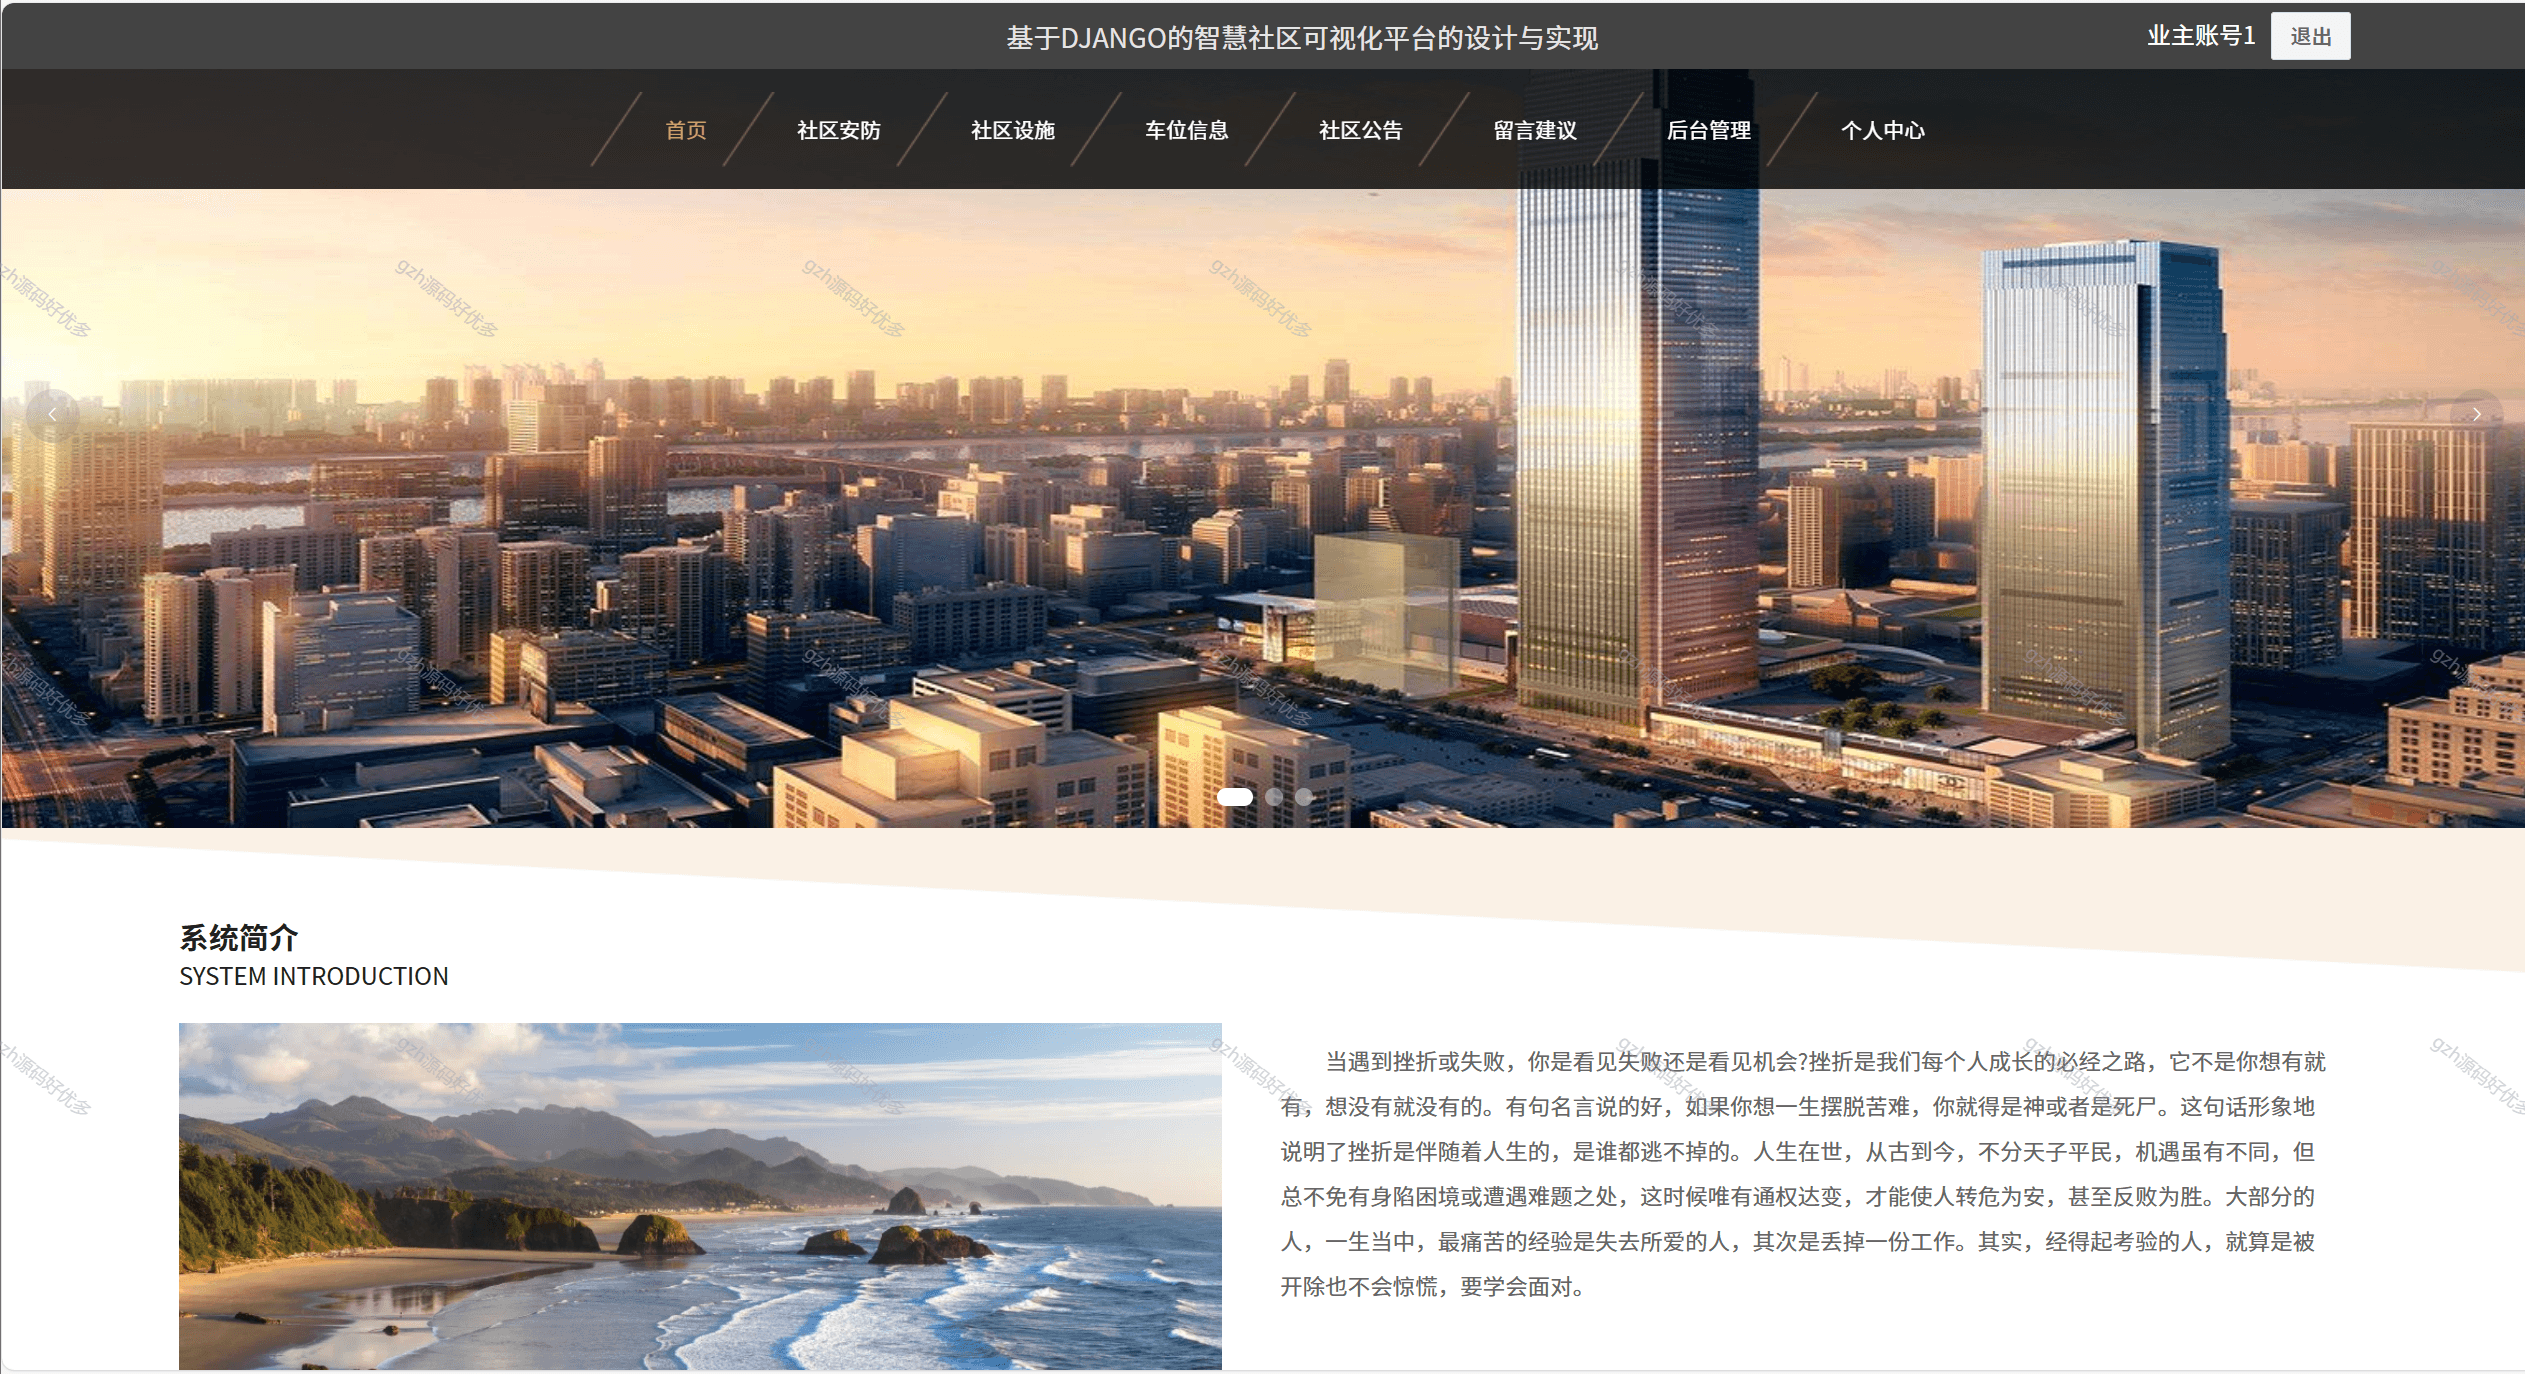 基于DJANGO的智慧社区可视化平台的设计与实现
业主账号1 退出
首页 社区安防 社区设施 车位信息 社区公告 留言建议 后台管理 个人中心
gzh源码好优多
系统简介
SYSTEM INTRODUCTION
当遇到挫折或失败，你是看见失败还是看见机会?挫折是我们每个人成长的必经之路，它不是你想有就
有，想没有就没有的。有句名言说的好，如果你想一生摆脱苦难，你就得是神或者是死尸。这句话形象地
说明了挫折是伴随着人生的，是谁都逃不掉的。人生在世，从古到今，不分天子平民，机遇虽有不同，但
总不免有身陷困境或遭遇难题之处，这时候唯有通权达变，才能使人转危为安，甚至反败为胜。大部分的
人，一生当中，最痛苦的经验是失去所爱的人，其次是丢掉一份工作。其实，经得起考验的人，就算是被
开除也不会惊慌，要学会面对。